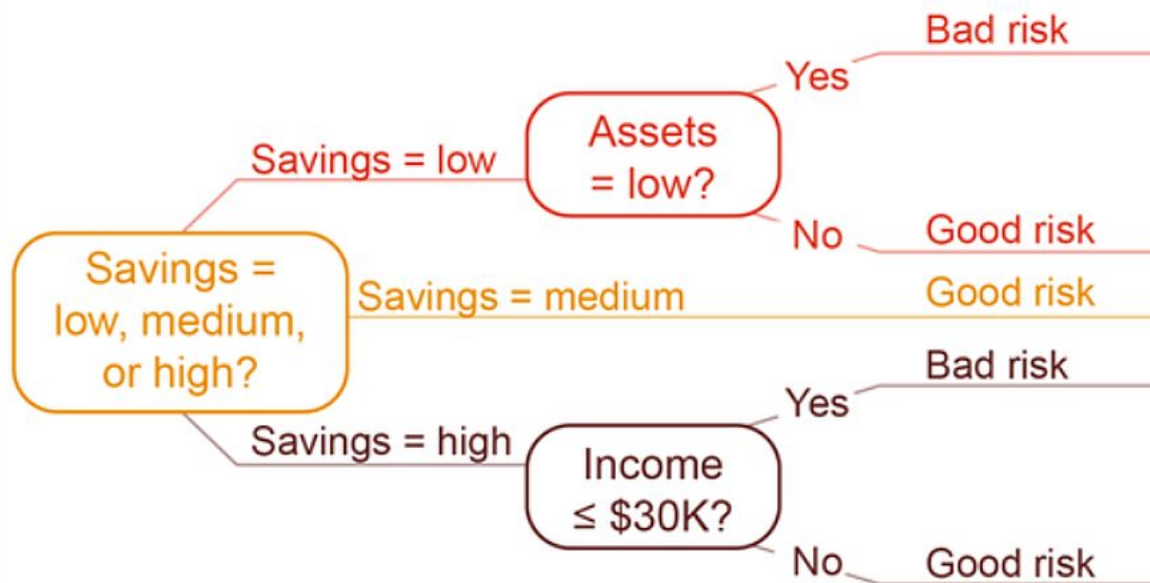 Bad risk
Yes
Assets
= low?
Savings = low
No
Good risk
Savings =
low, medium,
or high?
Savings = medium
Good risk
Bad risk
Yes
Savings = high
Income
≤ $30K?
No
Good risk